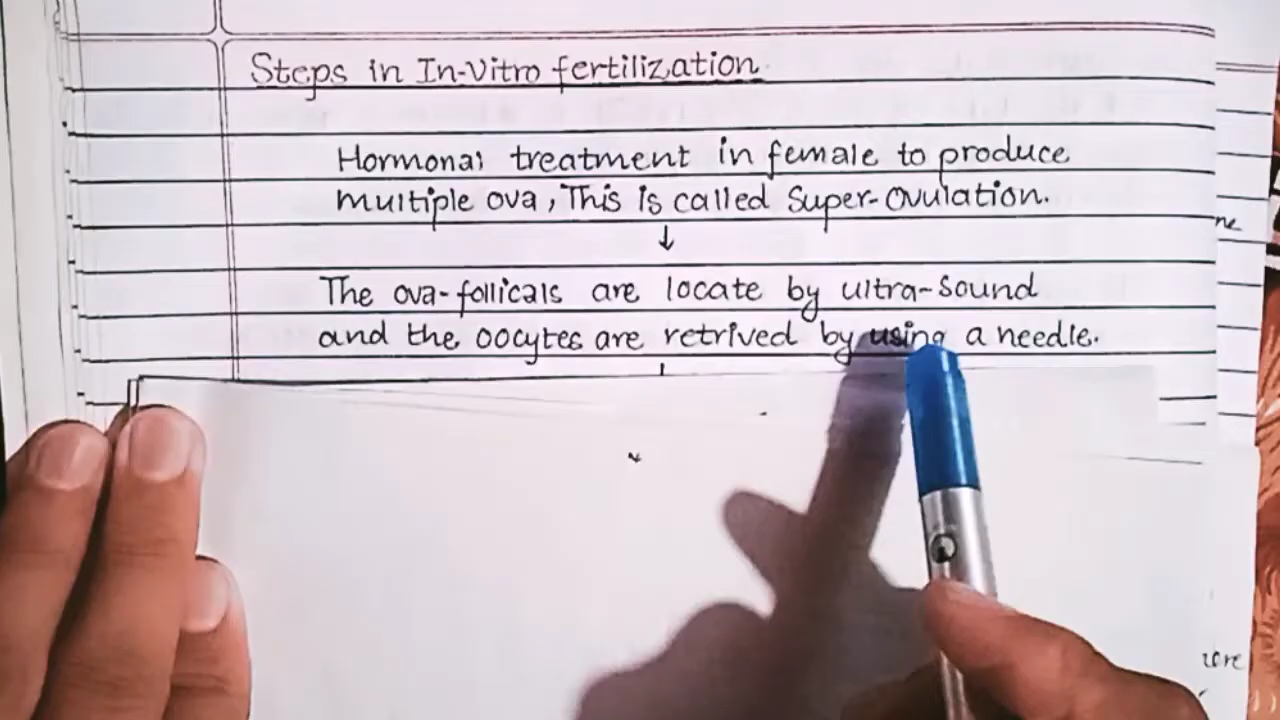 Steps in In-Vitro fertilization.
Hormonal treatment in female to produce
multiple ova, This is called Super-Ovulation.
↓
The ova-follicals are locate by ultra-sound
and the oocytes are retrived by using a needle.
ne